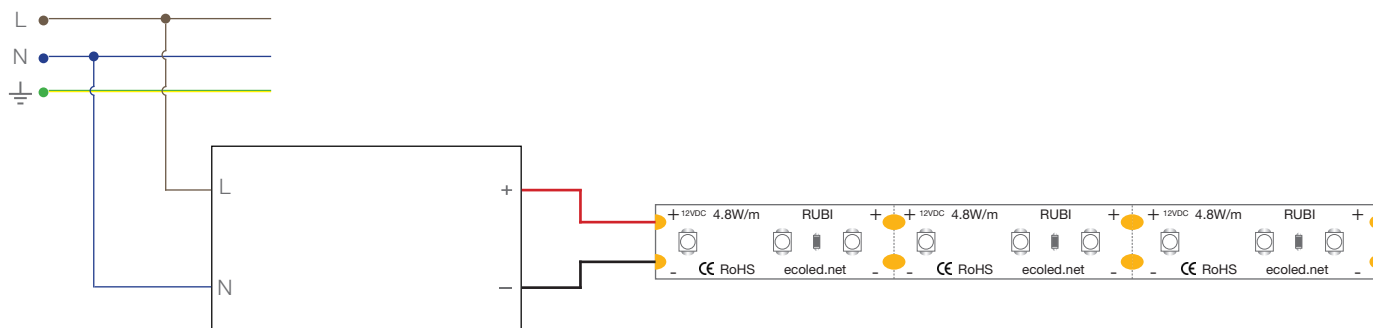 L
N
L
N
+
–
+ 12VDC 4.8W/m RUBI +
- CE RoHS ecoled.net -
+ 12VDC 4.8W/m RUBI +
- CE RoHS ecoled.net -
+ 12VDC 4.8W/m RUBI +
- CE RoHS ecoled.net -